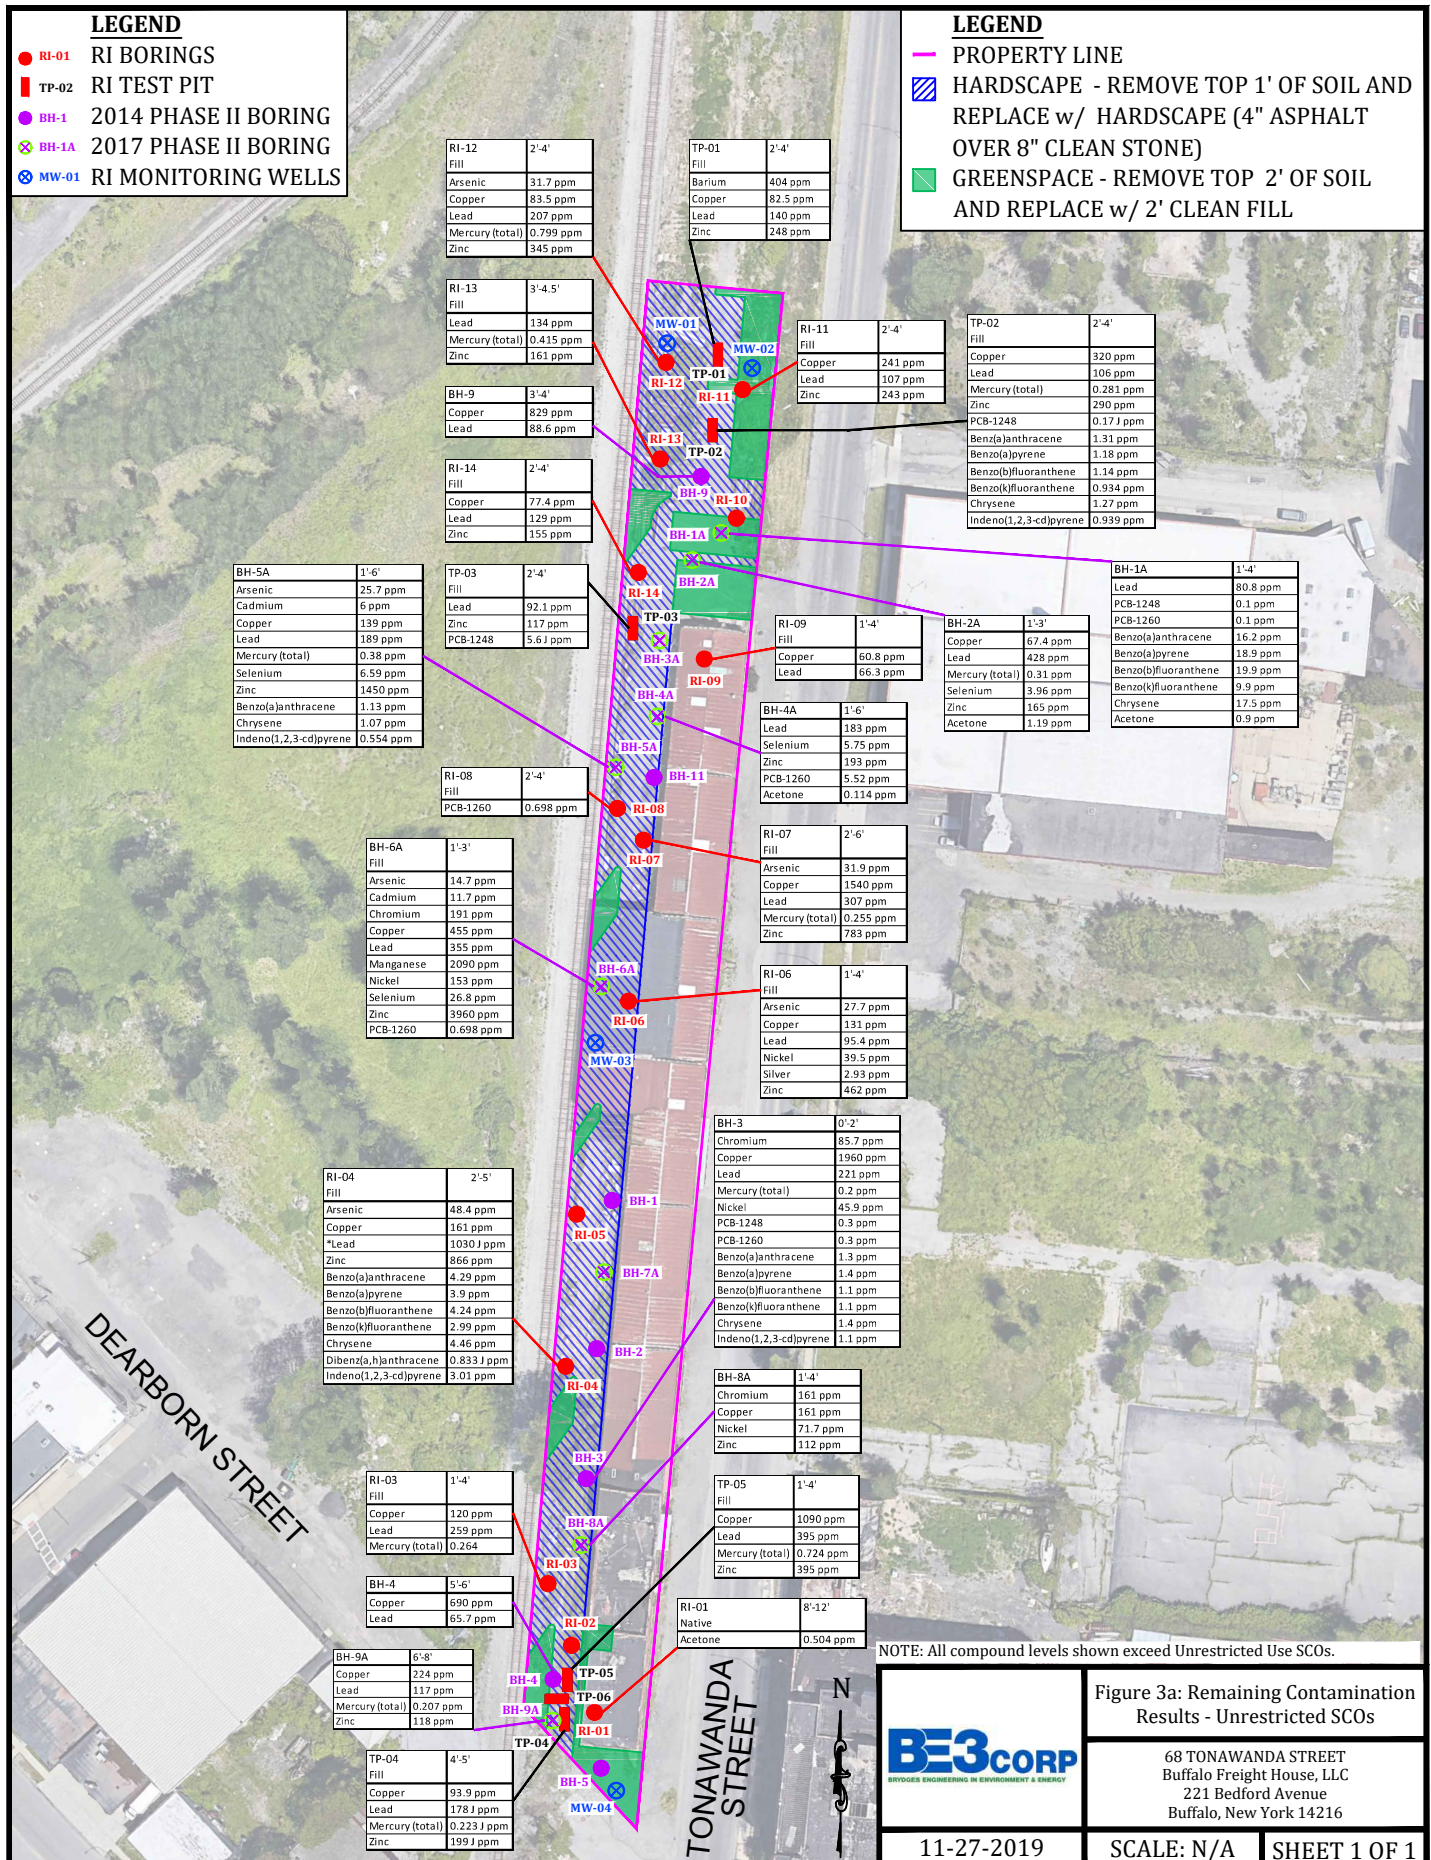 LEGEND
RI-01 RI BORINGS
TP-02 RI TEST PIT
BH-1 2014 PHASE II BORING
BH-1A 2017 PHASE II BORING
MW-01 RI MONITORING WELLS
LEGEND
PROPERTY LINE
HARDSCAPE - REMOVE TOP 1' OF SOIL AND
REPLACE w/ HARDSCAPE (4" ASPHALT
OVER 8" CLEAN STONE)
GREENSPACE - REMOVE TOP 2' OF SOIL
AND REPLACE w/ 2' CLEAN FILL
RI-12 2'-4'
Fill
Arsenic 31.7 ppm
Copper 83.5 ppm
Lead 207 ppm
Mercury (total) 0.799 ppm
Zinc 345 ppm
TP-01 2'-4'
Fill
Barium 404 ppm
Copper 82.5 ppm
Lead 140 ppm
Zinc 248 ppm
RI-13 3'-4.5'
Fill
Lead 134 ppm
Mercury (total) 0.415 ppm
Zinc 161 ppm
RI-11 2'-4'
Fill
Copper 241 ppm
Lead 107 ppm
Zinc 243 ppm
TP-02 2'-4'
Fill
Copper 320 ppm
Lead 106 ppm
Mercury (total) 0.281 ppm
Zinc 290 ppm
PCB-1248 0.17 J ppm
Benz(a)anthracene 1.31 ppm
Benzo(a)pyrene 1.18 ppm
Benzo(b)fluoranthene 1.14 ppm
Benzo(k)fluoranthene 0.934 ppm
Chrysene 1.27 ppm
Indeno(1,2,3-cd)pyrene 0.939 ppm
BH-9 3'-4'
Copper 829 ppm
Lead 88.6 ppm
RI-14 2'-4'
Fill
Copper 77.4 ppm
Lead 129 ppm
Zinc 155 ppm
BH-5A 1'-6'
Arsenic 25.7 ppm
Cadmium 6 ppm
Copper 139 ppm
Lead 189 ppm
Mercury (total) 0.38 ppm
Selenium 6.59 ppm
Zinc 1450 ppm
Benzo(a)anthracene 1.13 ppm
Chrysene 1.07 ppm
Indeno(1,2,3-cd)pyrene 0.554 ppm
TP-03 2'-4'
Fill
Lead 92.1 ppm
Zinc 117 ppm
PCB-1248 5.6 J ppm
RI-09 1'-4'
Fill
Copper 60.8 ppm
Lead 66.3 ppm
BH-2A 1'-3'
Copper 67.4 ppm
Lead 428 ppm
Mercury (total) 0.31 ppm
Selenium 3.96 ppm
Zinc 165 ppm
Acetone 1.19 ppm
BH-1A 1'-4'
Lead 80.8 ppm
PCB-1248 0.1 ppm
PCB-1260 0.1 ppm
Benzo(a)anthracene 16.2 ppm
Benzo(a)pyrene 18.9 ppm
Benzo(b)fluoranthene 19.9 ppm
Benzo(k)fluoranthene 9.9 ppm
Chrysene 17.5 ppm
Acetone 0.9 ppm
BH-4A 1'-6'
Lead 183 ppm
Selenium 5.75 ppm
Zinc 193 ppm
PCB-1260 5.52 ppm
Acetone 0.114 ppm
RI-08 2'-4'
Fill
PCB-1260 0.698 ppm
RI-07 2'-6'
Fill
Arsenic 31.9 ppm
Copper 1540 ppm
Lead 307 ppm
Mercury (total) 0.255 ppm
Zinc 783 ppm
BH-6A 1'-3'
Fill
Arsenic 14.7 ppm
Cadmium 11.7 ppm
Chromium 191 ppm
Copper 455 ppm
Lead 355 ppm
Manganese 2090 ppm
Nickel 153 ppm
Selenium 26.8 ppm
Zinc 3960 ppm
PCB-1260 0.698 ppm
RI-06 1'-4'
Fill
Arsenic 27.7 ppm
Copper 131 ppm
Lead 95.4 ppm
Nickel 39.5 ppm
Silver 2.93 ppm
Zinc 462 ppm
BH-3 0'-2'
Chromium 85.7 ppm
Copper 1960 ppm
Lead 221 ppm
Mercury (total) 0.2 ppm
Nickel 45.9 ppm
PCB-1248 0.3 ppm
PCB-1260 0.3 ppm
Benzo(a)anthracene 1.3 ppm
Benzo(a)pyrene 1.4 ppm
Benzo(b)fluoranthene 1.1 ppm
Benzo(k)fluoranthene 1.1 ppm
Chrysene 1.4 ppm
Indeno(1,2,3-cd)pyrene 1.1 ppm
RI-04 2'-5'
Fill
Arsenic 48.4 ppm
Copper 161 ppm
*Lead 1030 J ppm
Zinc 866 ppm
Benzo(a)anthracene 4.29 ppm
Benzo(a)pyrene 3.9 ppm
Benzo(b)fluoranthene 4.24 ppm
Benzo(k)fluoranthene 2.99 ppm
Chrysene 4.46 ppm
Dibenz(a,h)anthracene 0.833 J ppm
Indeno(1,2,3-cd)pyrene 3.01 ppm
BH-8A 1'-4'
Chromium 161 ppm
Copper 161 ppm
Nickel 71.7 ppm
Zinc 112 ppm
RI-03 1'-4'
Fill
Copper 120 ppm
Lead 259 ppm
Mercury (total) 0.264
TP-05 1'-4'
Fill
Copper 1090 ppm
Lead 395 ppm
Mercury (total) 0.724 ppm
Zinc 395 ppm
BH-4 5'-6'
Copper 690 ppm
Lead 65.7 ppm
RI-01 8'-12'
Native
Acetone 0.504 ppm
BH-9A 6'-8'
Copper 224 ppm
Lead 117 ppm
Mercury (total) 0.207 ppm
Zinc 118 ppm
TP-04 4'-5'
Fill
Copper 93.9 ppm
Lead 178 J ppm
Mercury (total) 0.223 J ppm
Zinc 199 J ppm
MW-01
MW-02
TP-01
RI-12
RI-11
RI-13
TP-02
BH-9
RI-10
BH-1A
BH-2A
RI-14
TP-03
BH-3A
RI-09
BH-4A
BH-5A
BH-11
RI-08
RI-07
BH-6A
RI-06
MW-03
BH-1
RI-05
BH-7A
BH-2
RI-04
BH-3
BH-8A
RI-03
RI-02
TP-05
BH-4
TP-06
BH-9A
RI-01
TP-04
BH-5
MW-04
DEARBORN STREET
TONAWANDA
STREET
N
NOTE: All compound levels shown exceed Unrestricted Use SCOs.
BE3CORP
BRYDGES ENGINEERING IN ENVIRONMENT & ENERGY
Figure 3a: Remaining Contamination
Results - Unrestricted SCOs
68 TONAWANDA STREET
Buffalo Freight House, LLC
221 Bedford Avenue
Buffalo, New York 14216
11-27-2019
SCALE: N/A
SHEET 1 OF 1